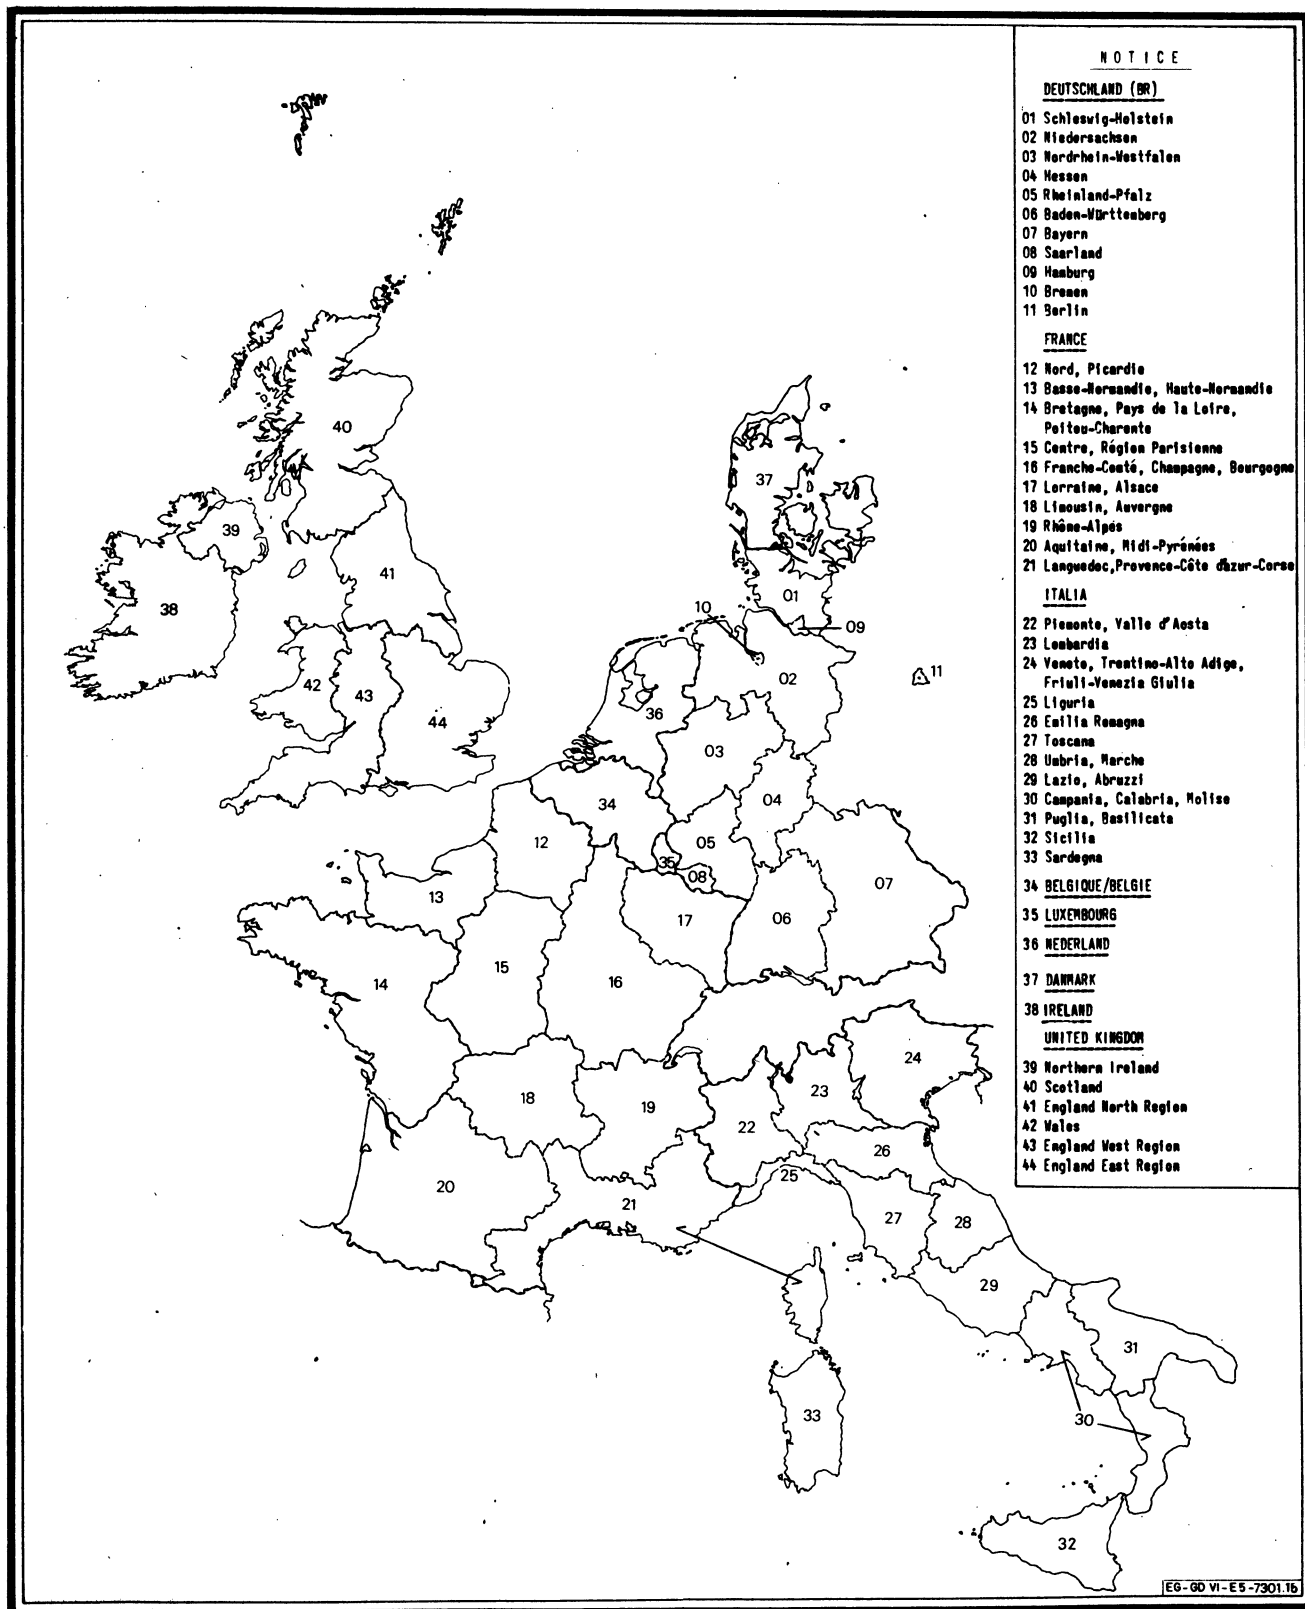 NOTICE
DEUTSCHLAND (BR)
01 Schleswig-Holstein
02 Niedersachsen
03 Nordrhein-Westfalen
04 Hessen
05 Rheinland-Pfalz
06 Baden-Württemberg
07 Bayern
08 Saarland
09 Hamburg
10 Bremen
11 Berlin
FRANCE
12 Nord, Picardie
13 Basse-Normandie, Haute-Normandie
14 Bretagne, Pays de la Loire,
Poitou-Charente
15 Centre, Région Parisienne
16 Franche-Comté, Champagne, Bourgogne
17 Lorraine, Alsace
18 Limousin, Auvergne
19 Rhône-Alpés
20 Aquitaine, Midi-Pyrénées
21 Languedoc, Provence-Côte d'azur-Corse
ITALIA
22 Piemonte, Valle d'Aosta
23 Lombardia
24 Veneto, Trentino-Alto Adige,
Friuli-Venezia Giulia
25 Liguria
26 Emilia Romagna
27 Toscana
28 Umbria, Marche
29 Lazio, Abruzzi
30 Campania, Calabria, Molise
31 Puglia, Basilicata
32 Sicilia
33 Sardegna
34 BELGIQUE/BELGIE
35 LUXEMBOURG
36 NEDERLAND
37 DANMARK
38 IRELAND
UNITED KINGDOM
39 Northern Ireland
40 Scotland
41 England North Region
42 Wales
43 England West Region
44 England East Region
40
37
39
41
38
01
10
09
11
42
43
02
36
44
03
04
34
12
05
35
08
07
13
06
17
15
14
16
24
23
18
19
22
26
25
20
21
27
28
29
31
33
30
32
EG-GD VI-E5-7301.16